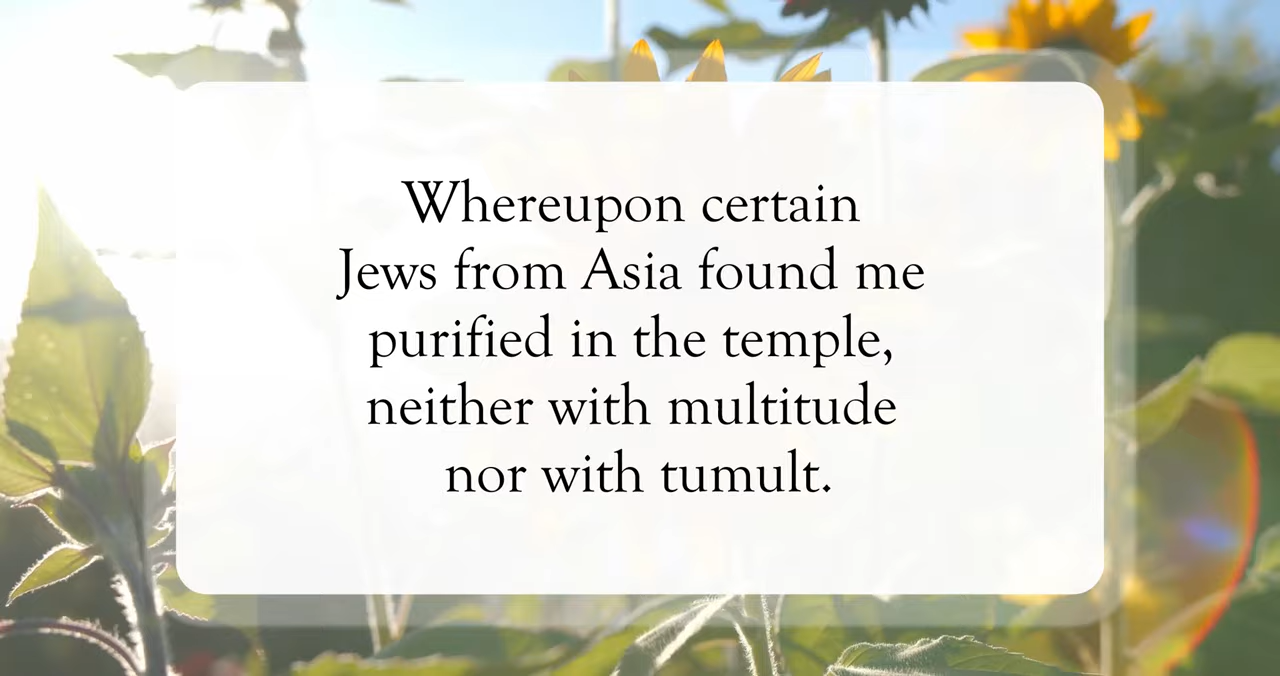 Whereupon certain
Jews from Asia found me
purified in the temple,
neither with multitude
nor with tumult.